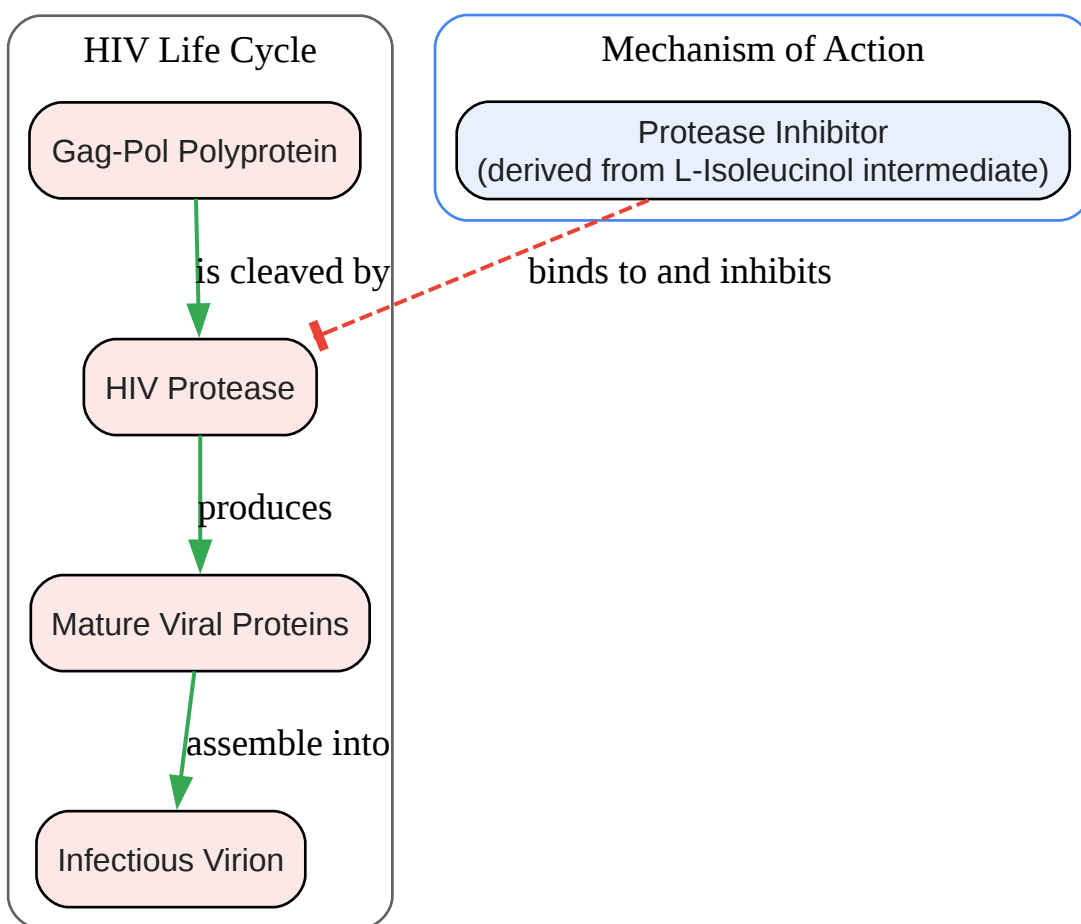 HIV Life Cycle
Gag-Pol Polyprotein
is cleaved by
HIV Protease
produces
Mature Viral Proteins
assemble into
Infectious Virion
Mechanism of Action
Protease Inhibitor
(derived from L-Isoleucinol intermediate)
binds to and inhibits